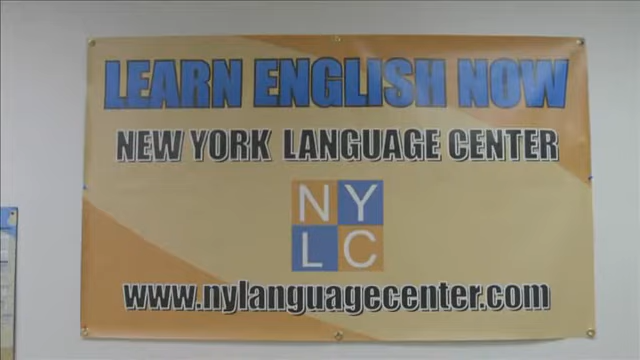 LEARN ENGLISH NOW
NEW YORK LANGUAGE CENTER
NY
LC
www.nylanguagecenter.com